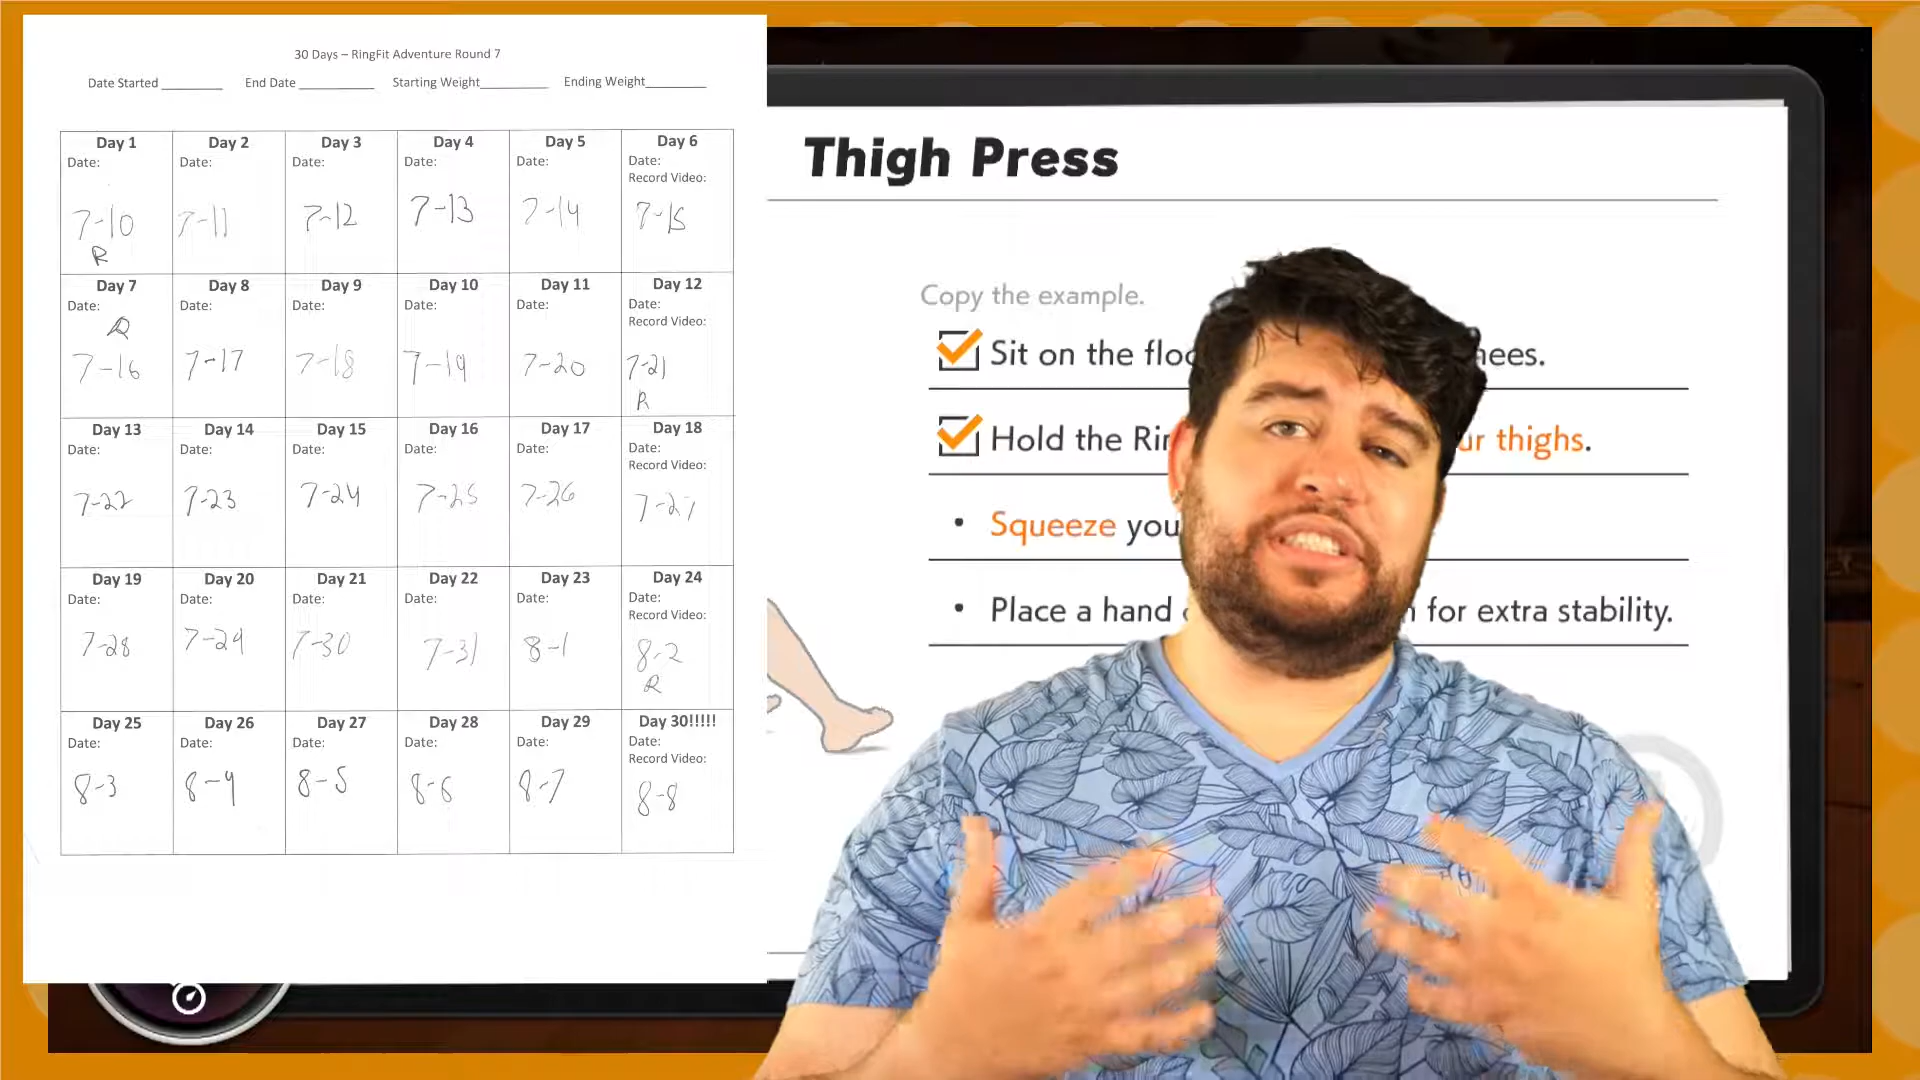 30 Days – RingFit Adventure Round 7
Date Started ________ End Date __________ Starting Weight_________ Ending Weight________
Day 1 Day 2 Day 3 Day 4 Day 5 Day 6
Date: Date: Date: Date: Date: Date:
Record Video:
7-10 7-11 7-12 7-13 7-14 7-15
R
Day 7 Day 8 Day 9 Day 10 Day 11 Day 12
Date: Date: Date: Date: Date: Date:
Record Video:
R
7-16 7-17 7-18 7-19 7-20 7-21
R
Day 13 Day 14 Day 15 Day 16 Day 17 Day 18
Date: Date: Date: Date: Date: Date:
Record Video:
7-22 7-23 7-24 7-25 7-26 7-27
Day 19 Day 20 Day 21 Day 22 Day 23 Day 24
Date: Date: Date: Date: Date: Date:
Record Video:
7-28 7-29 7-30 7-31 8-1 8-2
R
Day 25 Day 26 Day 27 Day 28 Day 29 Day 30!!!!!
Date: Date: Date: Date: Date: Date:
Record Video:
8-3 8-4 8-5 8-6 8-7 8-8
Thigh Press
Copy the example.
Sit on the
Hold the thighs.
• Squeeze
• Place a hand for extra stability.